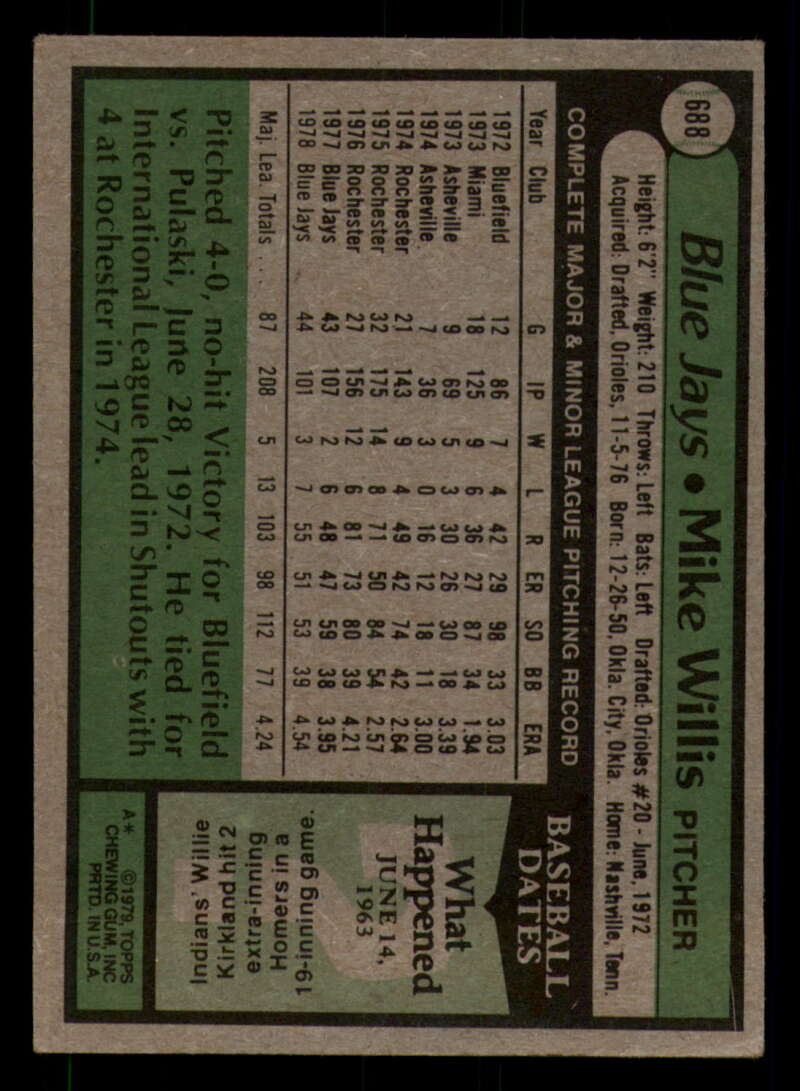 688
Blue Jays • Mike Willis PITCHER
Height: 6'2" Weight: 210 Throws: Left Bats: Left Drafted: Orioles #20 - June, 1972
Acquired: Drafted, Orioles, 11-5-76 Born: 12-26-50, Okla. City, Okla. Home: Nashville, Tenn.
COMPLETE MAJOR & MINOR LEAGUE PITCHING RECORD
Year Club G IP W L R ER SO BB ERA
1972 Bluefield 12 86 7 4 42 29 98 33 3.03
1973 Miami 18 125 9 6 36 27 87 34 1.94
1973 Asheville 9 69 5 3 30 26 30 18 3.39
1974 Asheville 7 36 3 0 16 12 18 11 3.00
1974 Rochester 21 143 9 4 49 42 74 42 2.64
1975 Rochester 32 175 14 8 71 50 84 54 2.57
1976 Rochester 27 156 12 6 81 73 80 39 4.21
1977 Blue Jays 43 107 2 6 48 47 59 38 3.95
1978 Blue Jays 44 101 3 7 55 51 53 39 4.54
Maj. Lea. Totals .... 87 208 5 13 103 98 112 77 4.24
Pitched 4-0, no-hit Victory for Bluefield
vs. Pulaski, June 28, 1972. He tied for
International League lead in Shutouts with
4 at Rochester in 1974.
BASEBALL
DATES
What
Happened
JUNE 14,
1963
Indians' Willie
Kirkland hit 2
extra-inning
Homers in a
19-inning game.
A* ©1979, TOPPS
CHEWING GUM, INC
PRTD. IN U.S.A.